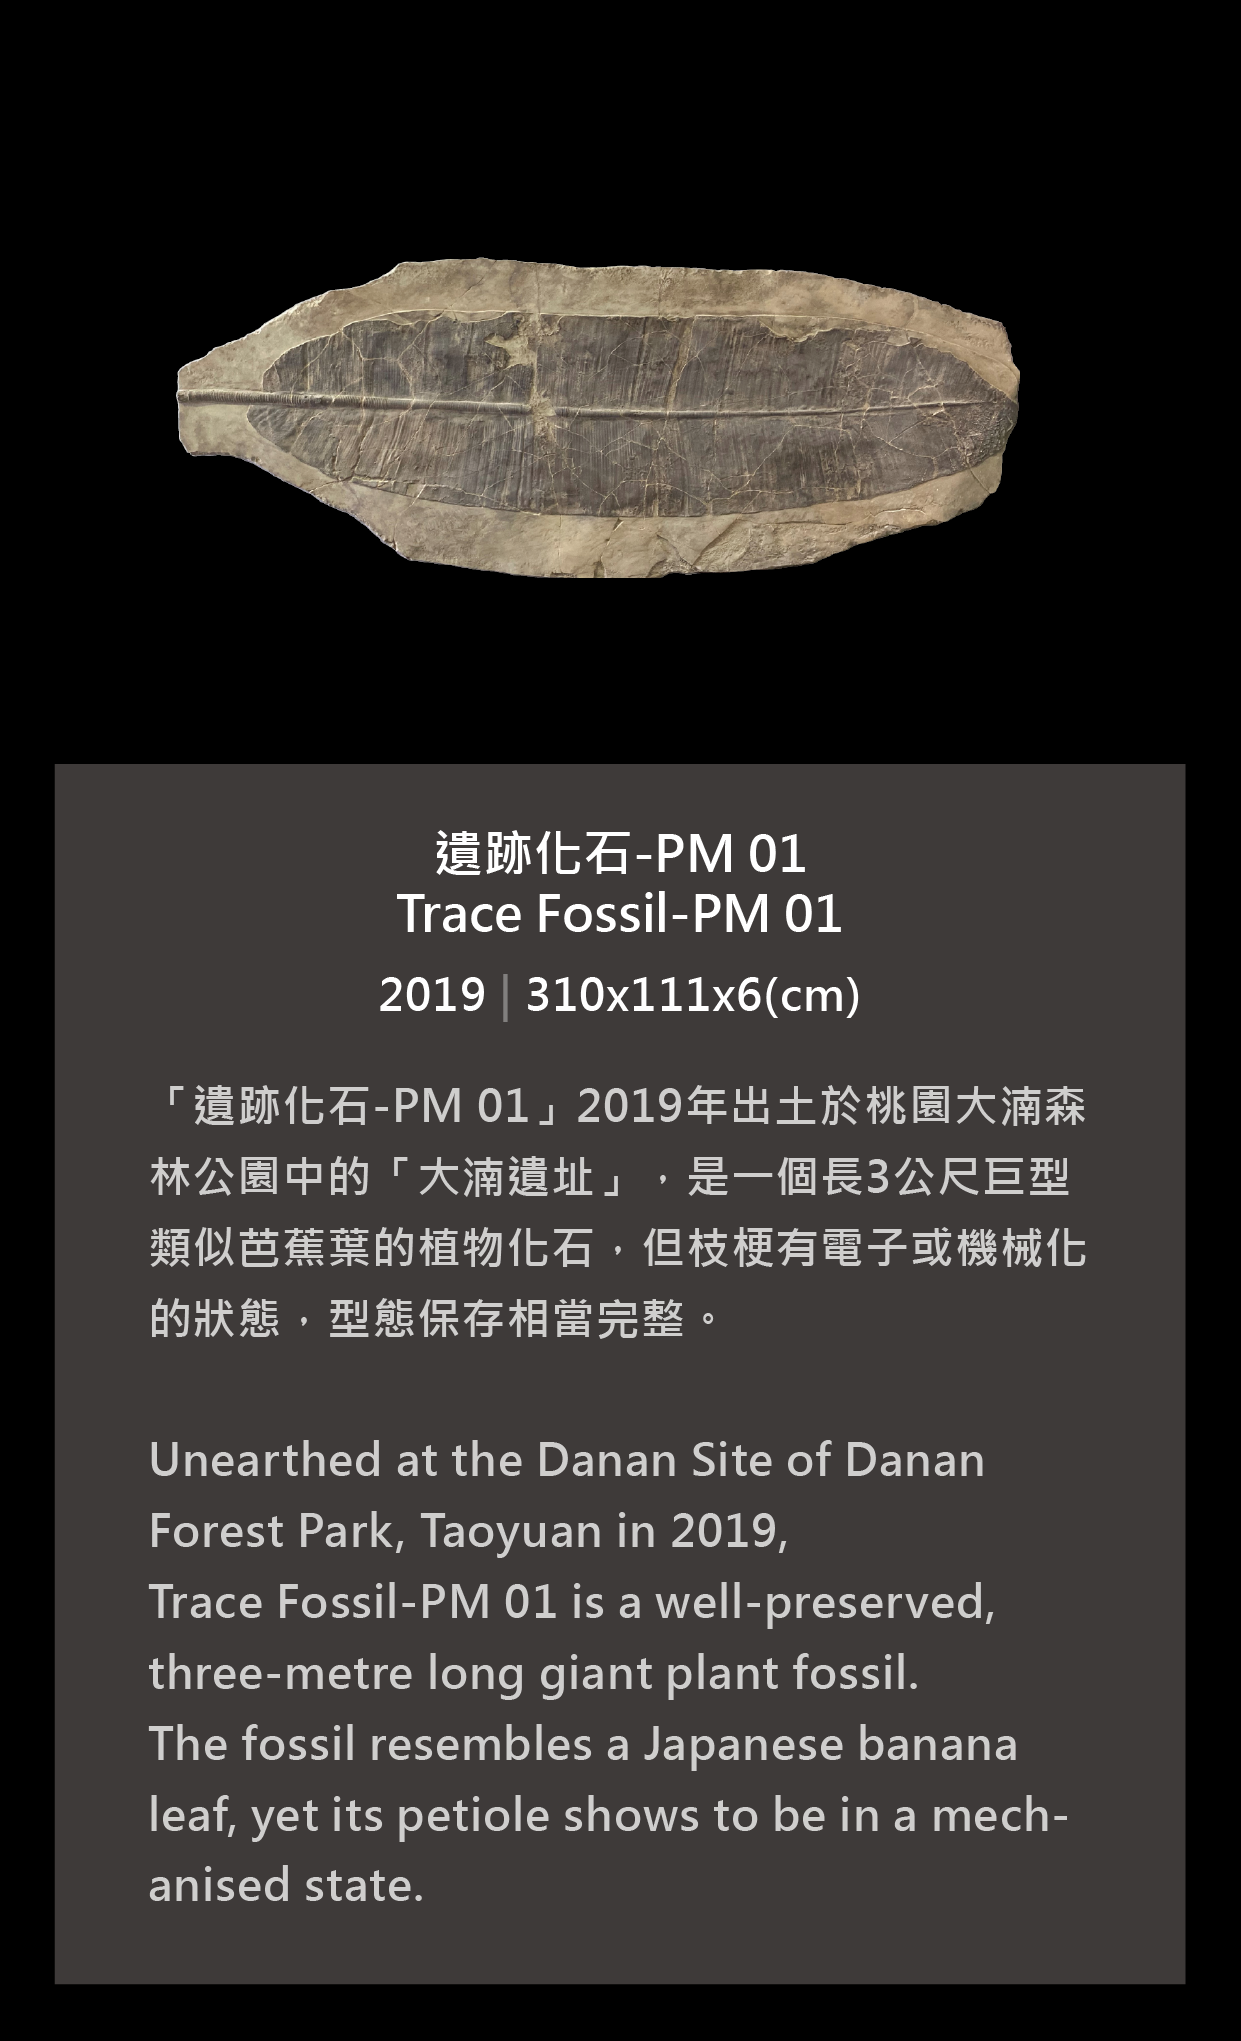 遺跡化石-PM 01
Trace Fossil-PM 01
2019 | 310x111x6(cm)
「遺跡化石-PM 01」2019年出土於桃園大湳森
林公園中的「大湳遺址」，是一個長3公尺巨型
類似芭蕉葉的植物化石，但枝梗有電子或機械化
的狀態，型態保存相當完整。
Unearthed at the Danan Site of Danan
Forest Park, Taoyuan in 2019,
Trace Fossil-PM 01 is a well-preserved,
three-metre long giant plant fossil.
The fossil resembles a Japanese banana
leaf, yet its petiole shows to be in a mech-
anised state.